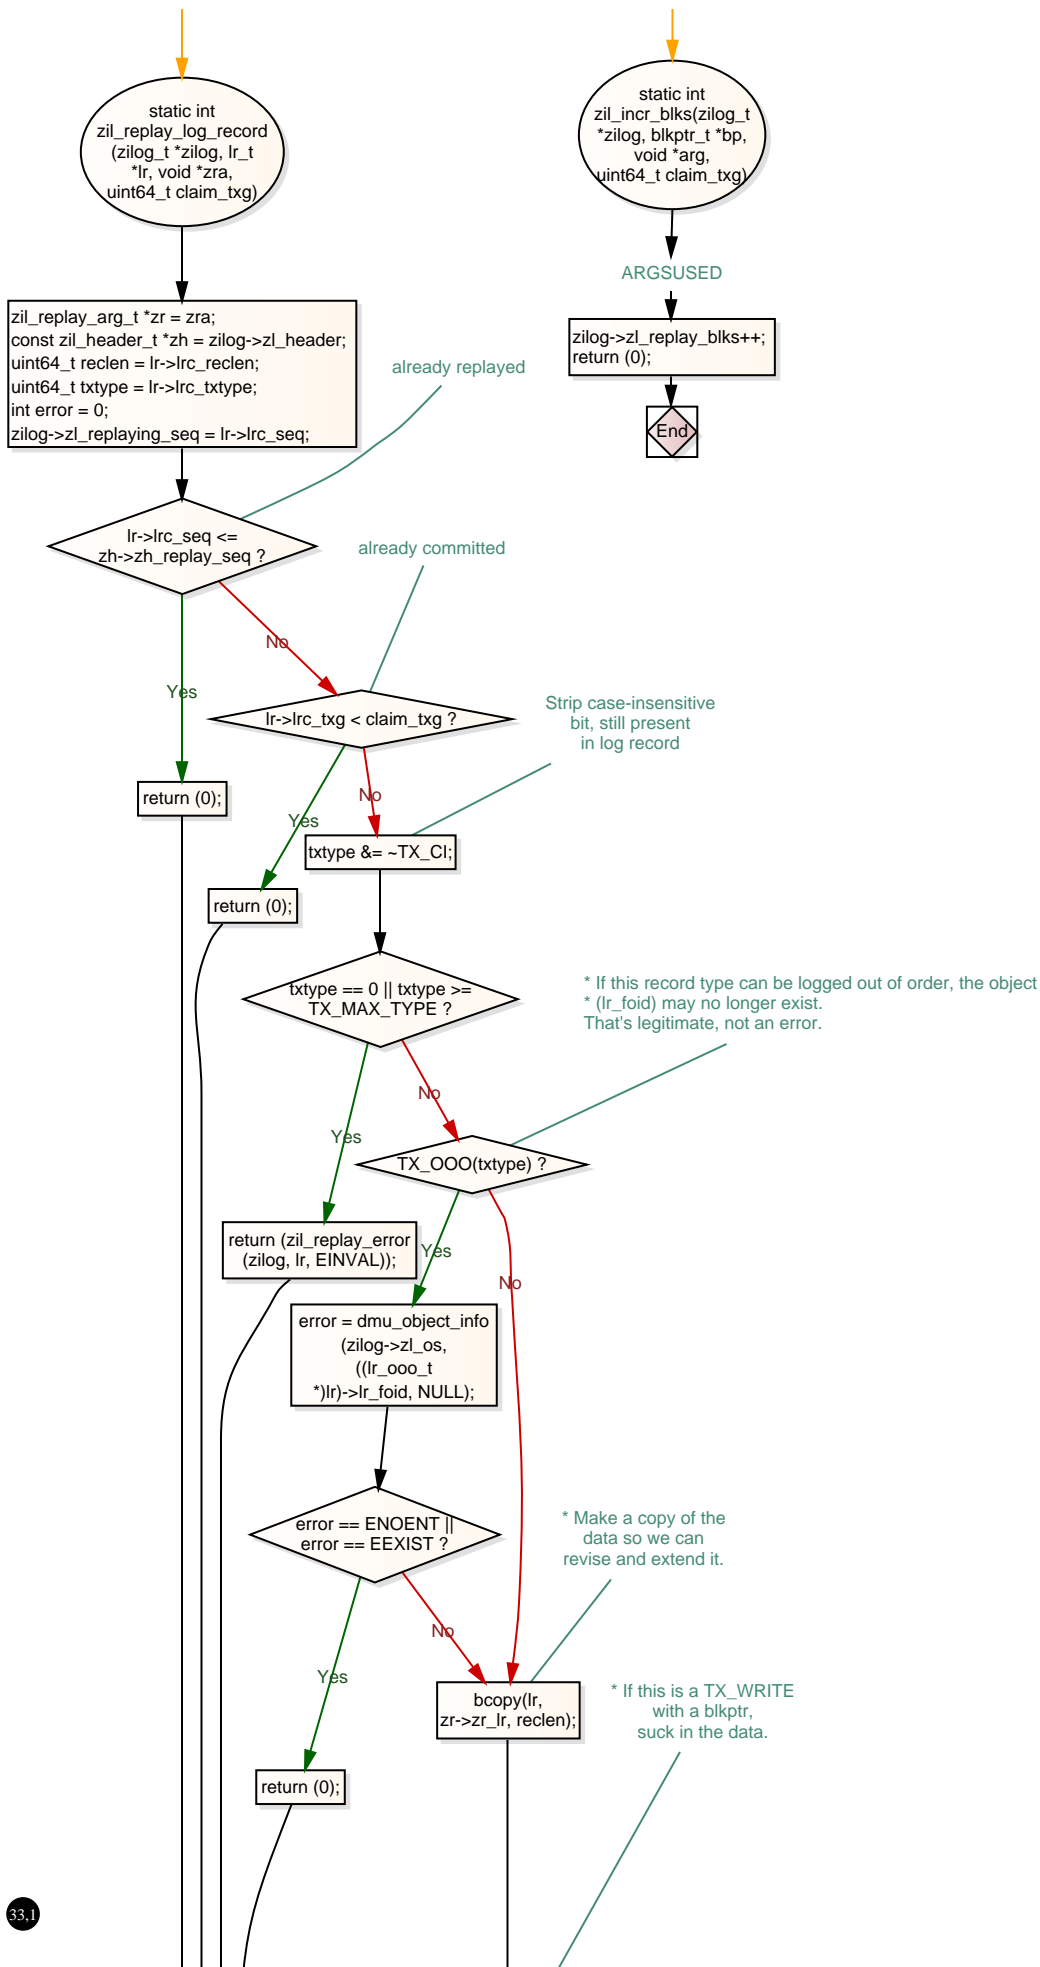 static int
zil_replay_log_record
(zilog_t *zilog, lr_t
*lr, void *zra,
uint64_t claim_txg)
static int
zil_incr_blks(zilog_t
*zilog, blkptr_t *bp,
void *arg,
uint64_t claim_txg)
ARGSUSED
zilog->zl_replay_blks++;
return (0);
End
zil_replay_arg_t *zr = zra;
const zil_header_t *zh = zilog->zl_header;
uint64_t reclen = lr->lrc_reclen;
uint64_t txtype = lr->lrc_txtype;
int error = 0;
zilog->zl_replaying_seq = lr->lrc_seq;
already replayed
lr->lrc_seq <=
zh->zh_replay_seq ?
already committed
No
Yes
lr->lrc_txg < claim_txg ?
Strip case-insensitive
bit, still present
in log record
return (0);
No
Yes
txtype &= ~TX_CI;
return (0);
txtype == 0 || txtype >=
TX_MAX_TYPE ?
* If this record type can be logged out of order, the object
* (lr_foid) may no longer exist.
That's legitimate, not an error.
No
Yes
TX_OOO(txtype) ?
return (zil_replay_error
(zilog, lr, EINVAL));
Yes
No
error = dmu_object_info
(zilog->zl_os,
((lr_ooo_t
*)lr)->lr_foid, NULL);
error == ENOENT ||
error == EEXIST ?
* Make a copy of the
data so we can
revise and extend it.
No
Yes
bcopy(lr,
zr->zr_lr, reclen);
* If this is a TX_WRITE
with a blkptr,
suck in the data.
return (0);
33,1